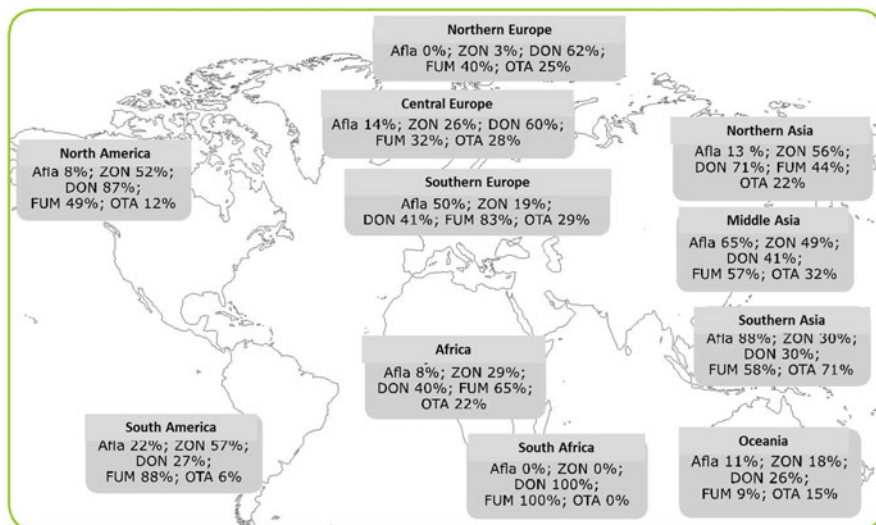 Northern Europe
Afla 0%; ZON 3%; DON 62%;
FUM 40%; OTA 25%
Central Europe
Afla 14%; ZON 26%; DON 60%;
FUM 32%; OTA 28%
North America
Afla 8%; ZON 52%;
DON 87%;
FUM 49%; OTA 12%
Northern Asia
Afla 13 %; ZON 56%;
DON 71%; FUM 44%;
OTA 22%
Southern Europe
Afla 50%; ZON 19%;
DON 41%; FUM 83%; OTA 29%
Middle Asia
Afla 65%; ZON 49%;
DON 41%;
FUM 57%; OTA 32%
Southern Asia
Afla 88%; ZON 30%;
DON 30%;
FUM 58%; OTA 71%
Africa
Afla 8%; ZON 29%;
DON 40%; FUM 65%;
OTA 22%
South America
Afla 22%; ZON 57%;
DON 27%;
FUM 88%; OTA 6%
South Africa
Afla 0%; ZON 0%;
DON 100%;
FUM 100%; OTA 0%
Oceania
Afla 11%; ZON 18%;
DON 26%;
FUM 9%; OTA 15%